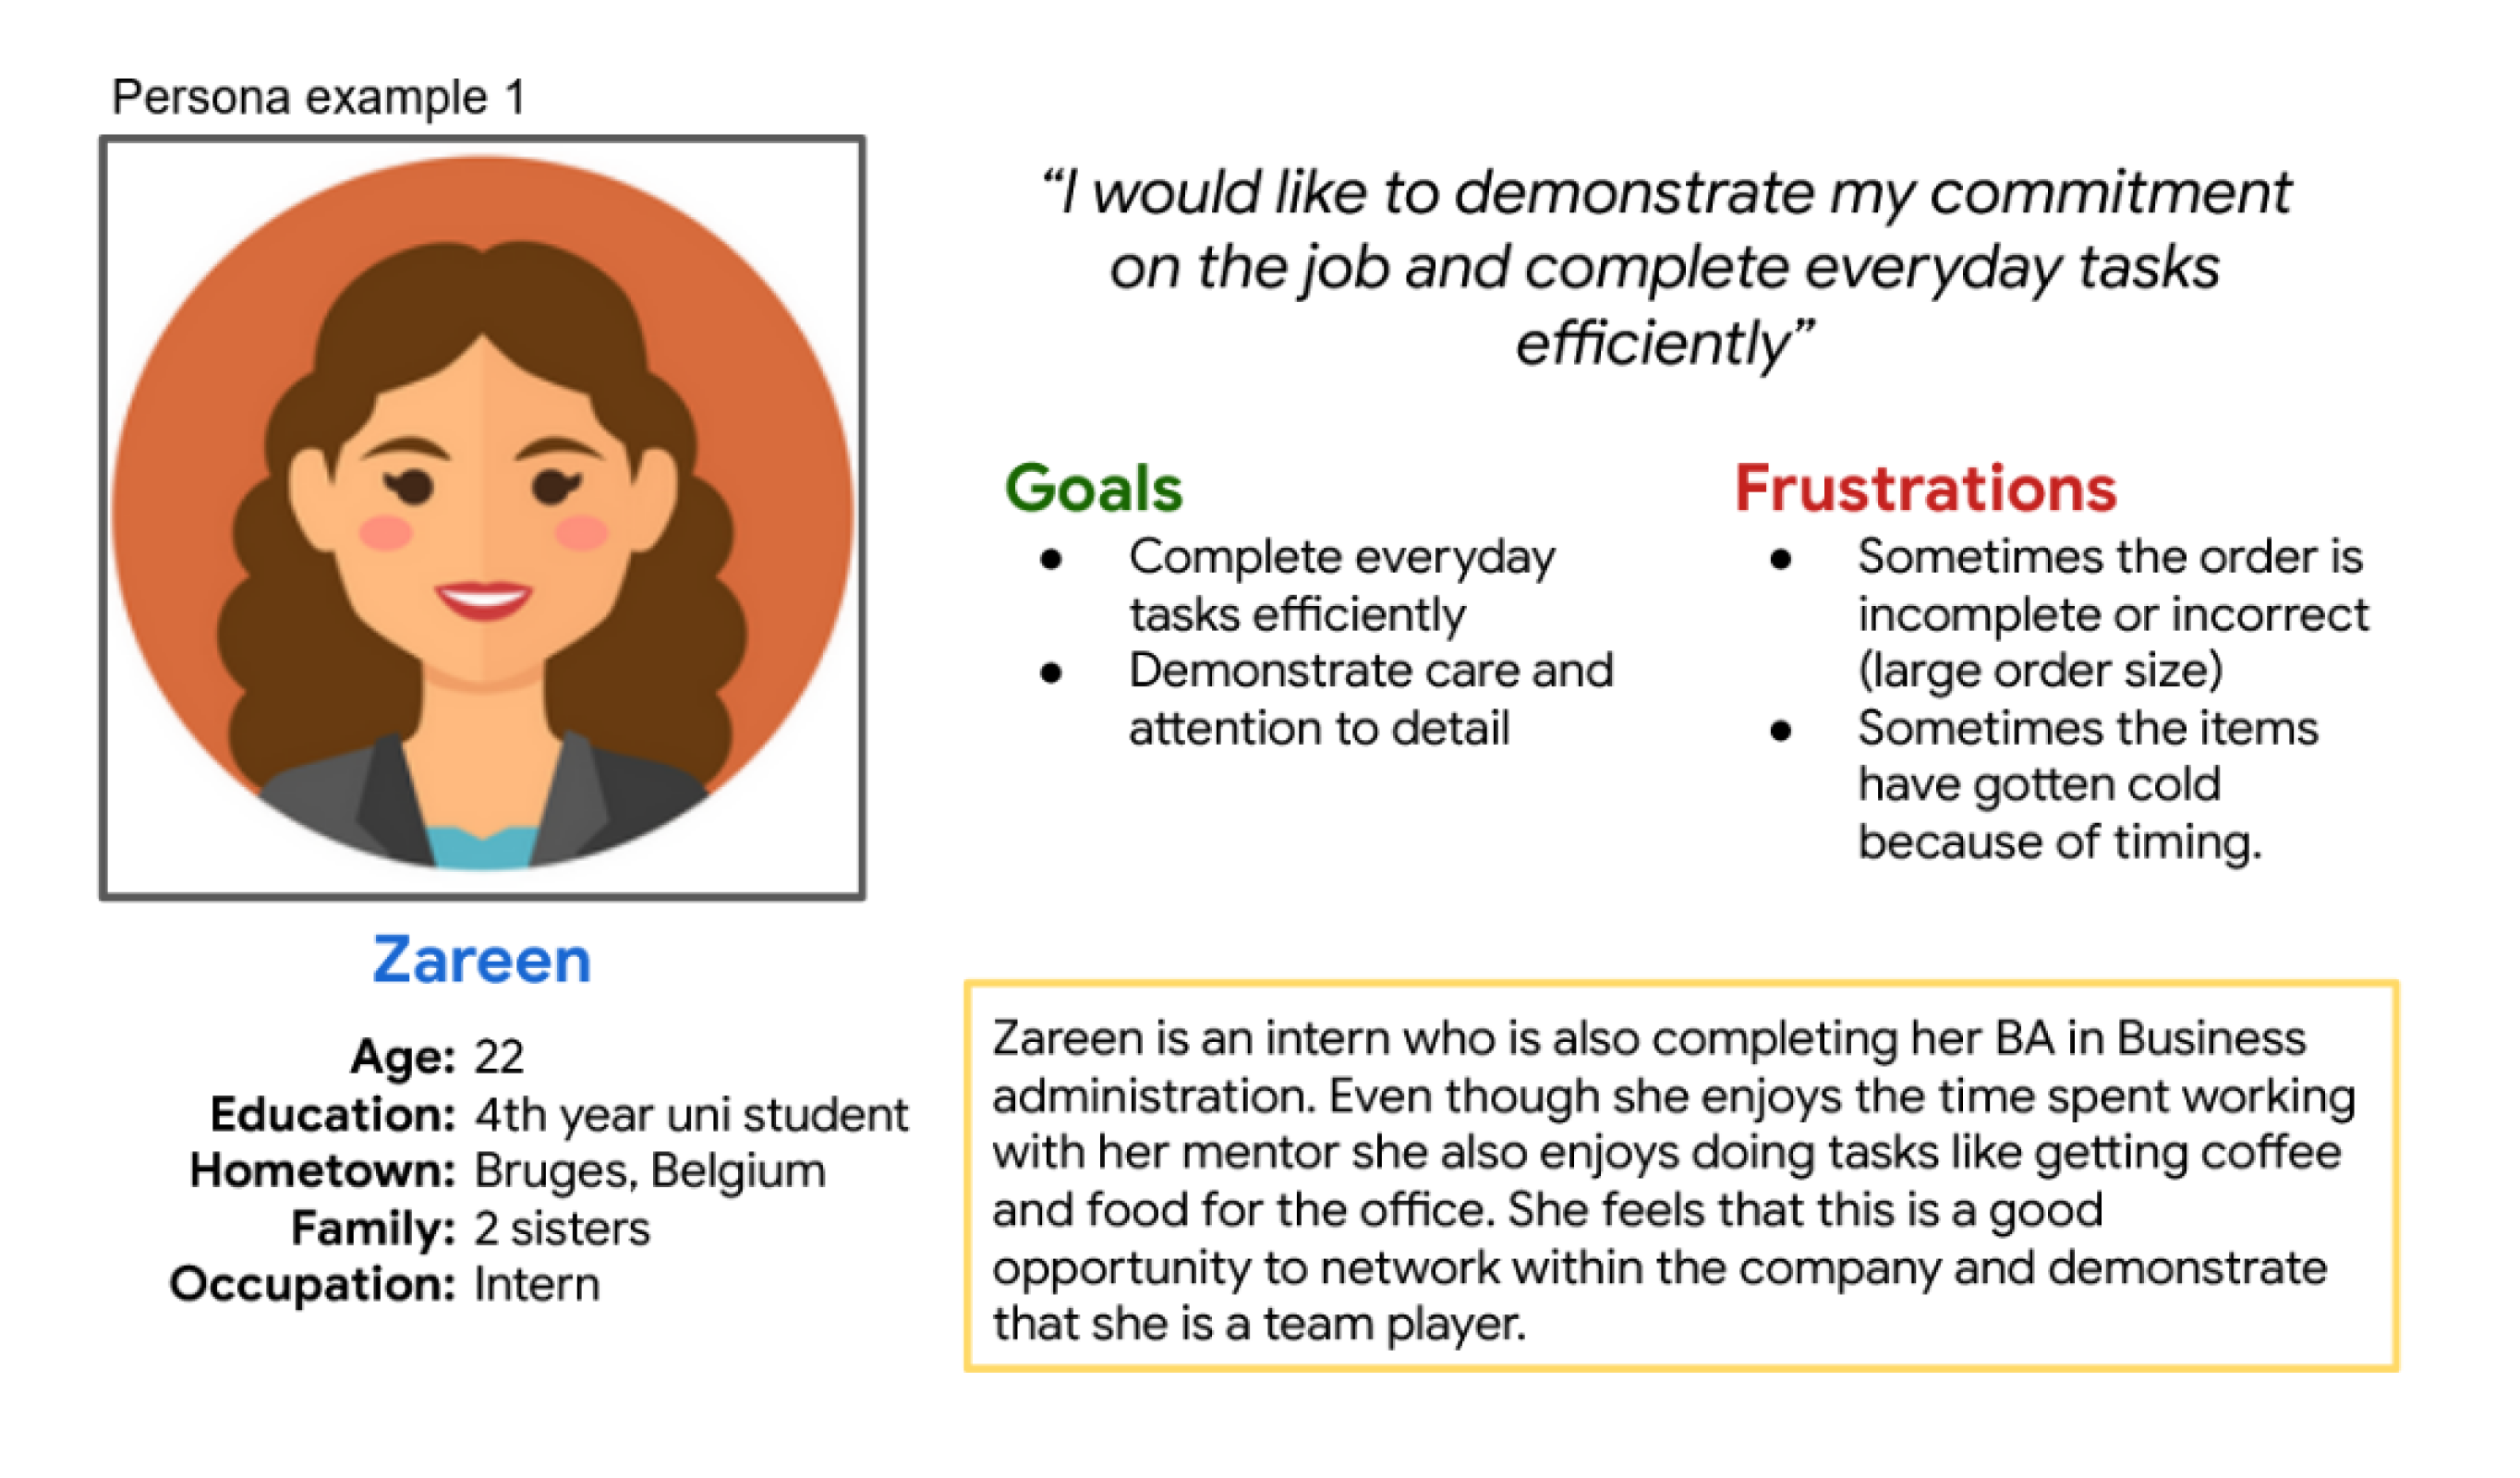 Persona example 1
“I would like to demonstrate my commitment
on the job and complete everyday tasks
efficiently”
Goals
● Complete everyday
tasks efficiently
● Demonstrate care and
attention to detail
Frustrations
● Sometimes the order is
incomplete or incorrect
(large order size)
● Sometimes the items
have gotten cold
because of timing.
Zareen
Age: 22
Education: 4th year uni student
Hometown: Bruges, Belgium
Family: 2 sisters
Occupation: Intern
Zareen is an intern who is also completing her BA in Business
administration. Even though she enjoys the time spent working
with her mentor she also enjoys doing tasks like getting coffee
and food for the office. She feels that this is a good
opportunity to network within the company and demonstrate
that she is a team player.